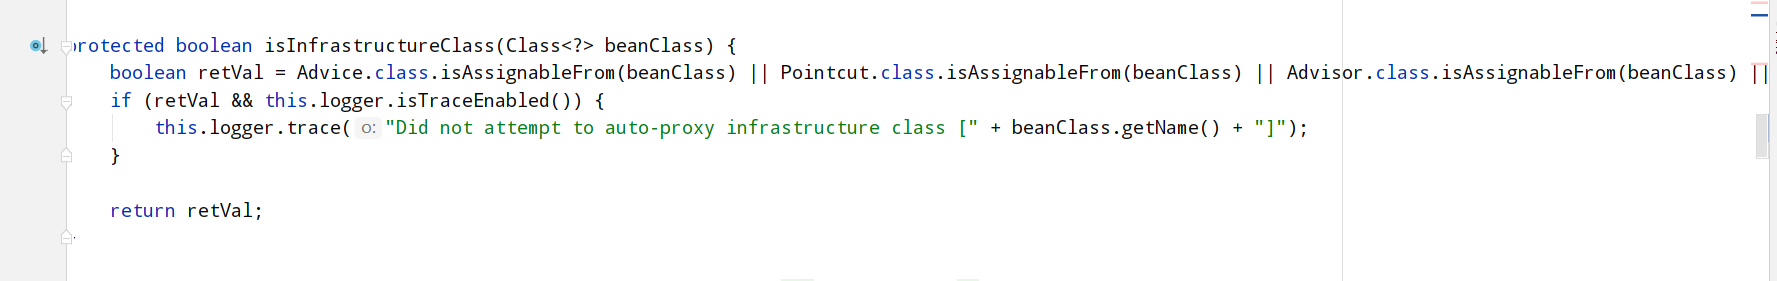 protected boolean isInfrastructureClass(Class<?> beanClass) {
boolean retVal = Advice.class.isAssignableFrom(beanClass) || Pointcut.class.isAssignableFrom(beanClass) || Advisor.class.isAssignableFrom(beanClass) ||
if (retVal && this.logger.isTraceEnabled()) {
this.logger.trace( o: "Did not attempt to auto-proxy infrastructure class [" + beanClass.getName() + "]");
}
return retVal;